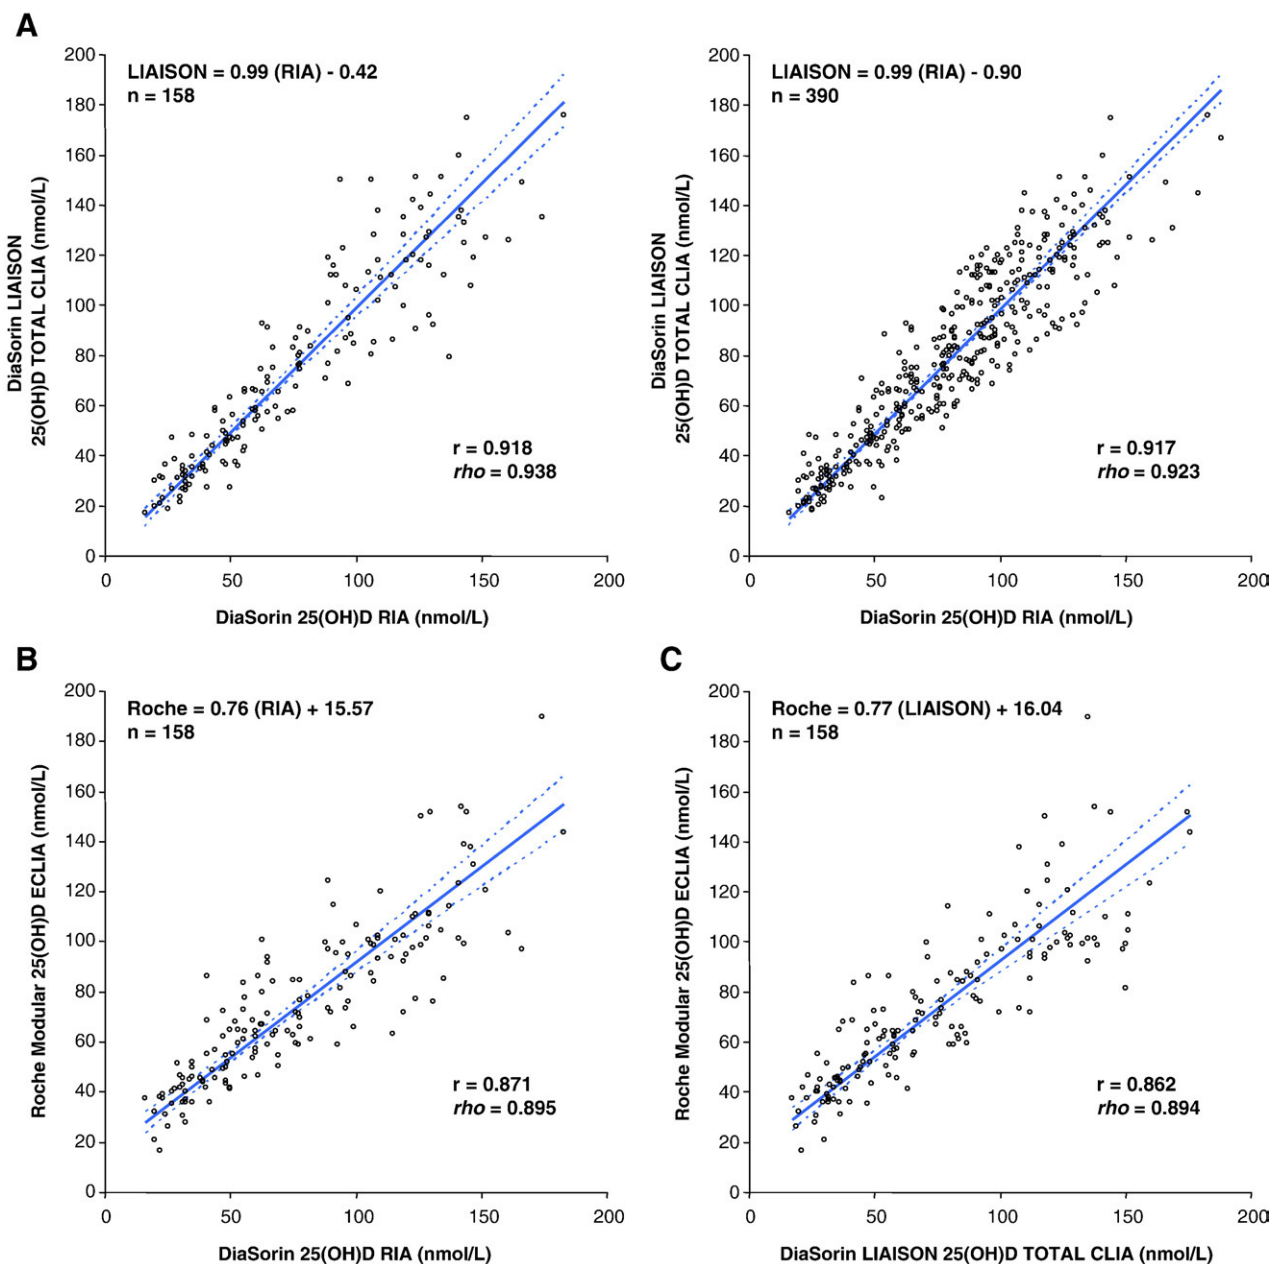 A
LIAISON = 0.99 (RIA) - 0.42
n = 158
200
180
160
140
120
100
80
60
40
20
0
DiaSorin LIAISON
25(OH)D TOTAL CLIA (nmol/L)
r = 0.918
rho = 0.938
0 50 100 150 200
DiaSorin 25(OH)D RIA (nmol/L)
LIAISON = 0.99 (RIA) - 0.90
n = 390
200
180
160
140
120
100
80
60
40
20
0
DiaSorin LIAISON
25(OH)D TOTAL CLIA (nmol/L)
r = 0.917
rho = 0.923
0 50 100 150 200
DiaSorin 25(OH)D RIA (nmol/L)
B
Roche = 0.76 (RIA) + 15.57
n = 158
200
180
160
140
120
100
80
60
40
20
0
Roche Modular 25(OH)D ECLIA (nmol/L)
r = 0.871
rho = 0.895
0 50 100 150 200
DiaSorin 25(OH)D RIA (nmol/L)
C
Roche = 0.77 (LIAISON) + 16.04
n = 158
200
180
160
140
120
100
80
60
40
20
0
Roche Modular 25(OH)D ECLIA (nmol/L)
r = 0.862
rho = 0.894
0 50 100 150 200
DiaSorin LIAISON 25(OH)D TOTAL CLIA (nmol/L)